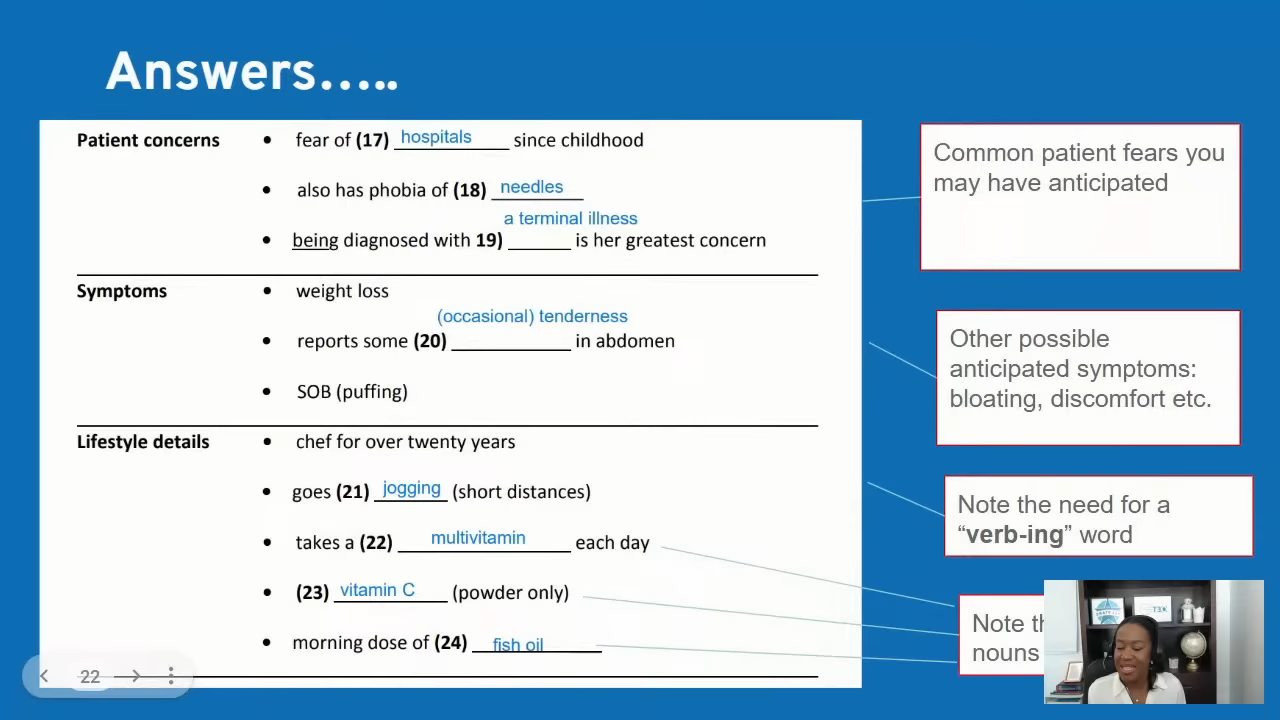 Answers.....
Patient concerns • fear of (17) hospitals since childhood
• also has phobia of (18) needles
a terminal illness
• being diagnosed with 19) ______ is her greatest concern
Symptoms • weight loss
(occasional) tenderness
• reports some (20) ____________ in abdomen
• SOB (puffing)
Lifestyle details • chef for over twenty years
• goes (21) jogging (short distances)
• takes a (22) multivitamin each day
• (23) vitamin C (powder only)
• morning dose of (24) fish oil
Common patient fears you
may have anticipated
Other possible
anticipated symptoms:
bloating, discomfort etc.
Note the need for a
“verb-ing” word
Note
nouns
22